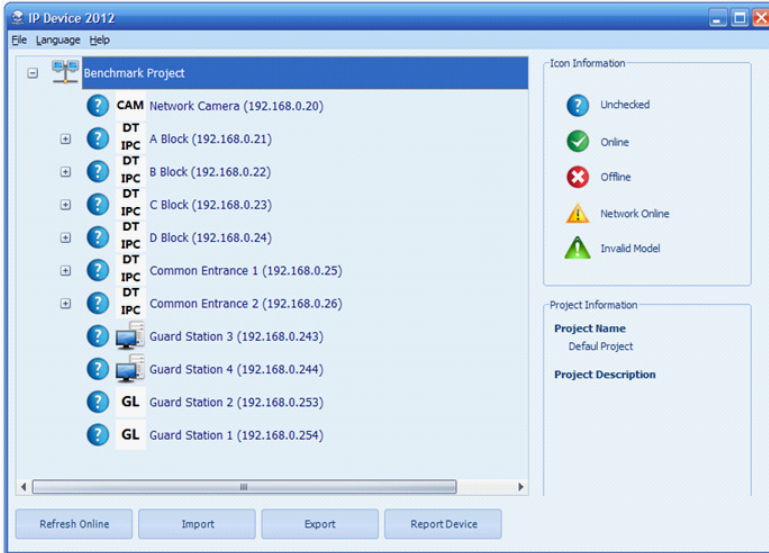 IP Device 2012
File Language Help
Benchmark Project
CAM Network Camera (192.168.0.20)
DT
IPC A Block (192.168.0.21)
DT
IPC B Block (192.168.0.22)
DT
IPC C Block (192.168.0.23)
DT
IPC D Block (192.168.0.24)
DT
IPC Common Entrance 1 (192.168.0.25)
DT
IPC Common Entrance 2 (192.168.0.26)
Guard Station 3 (192.168.0.243)
Guard Station 4 (192.168.0.244)
GL Guard Station 2 (192.168.0.253)
GL Guard Station 1 (192.168.0.254)
Icon Information
Unchecked
Online
Offline
Network Online
Invalid Model
Project Information
Project Name
Defaul Project
Project Description
Refresh Online Import Export Report Device